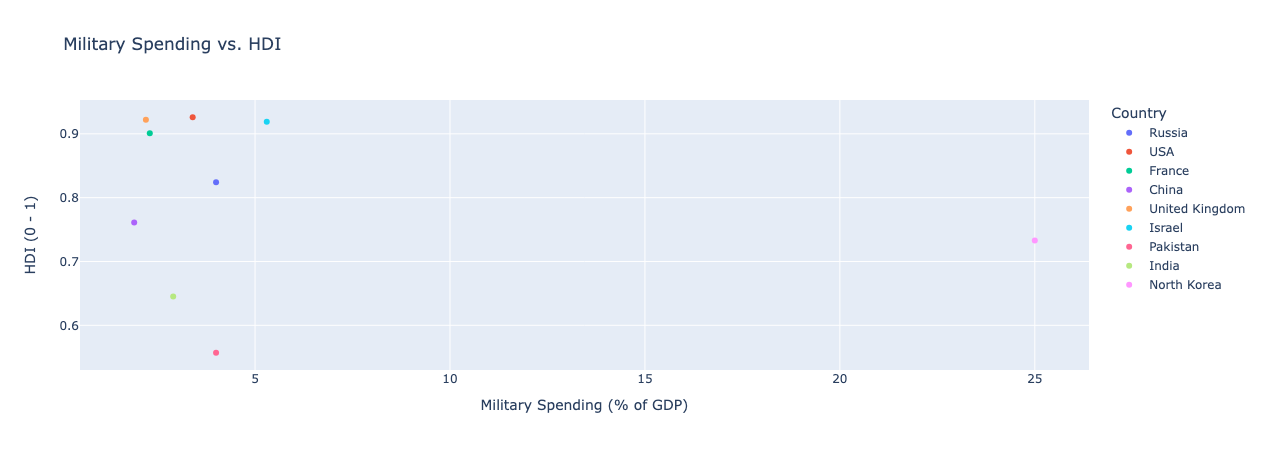 Military Spending vs. HDI
HDI (0 - 1)
0.9
0.8
0.7
0.6
5
10
15
20
25
Military Spending (% of GDP)
Country
Russia
USA
France
China
United Kingdom
Israel
Pakistan
India
North Korea